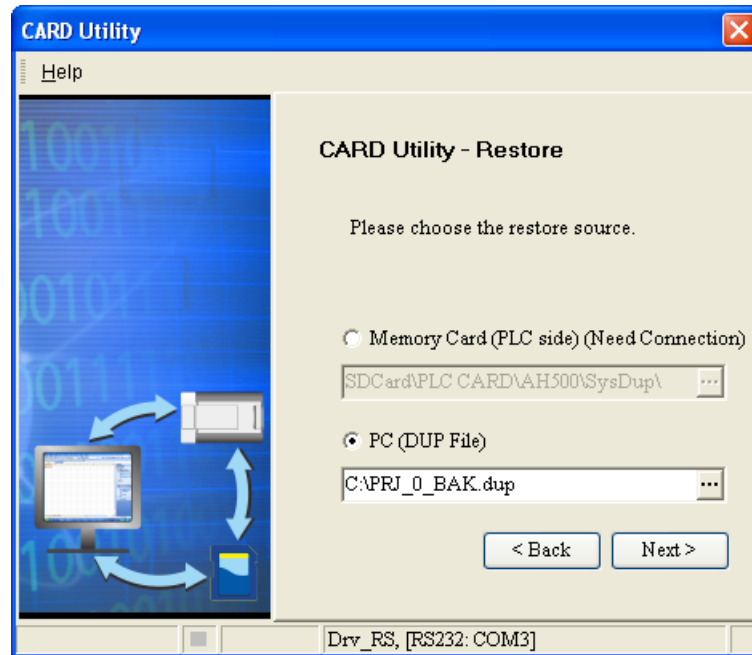 CARD Utility
Help
CARD Utility - Restore
Please choose the restore source.
Memory Card (PLC side) (Need Connection)
SDCard\PLC CARD\AH500\SysDup\ ...
PC (DUP File)
C:\PRJ_0_BAK.dup ...
< Back Next >
Drv_RS, [RS232: COM3]